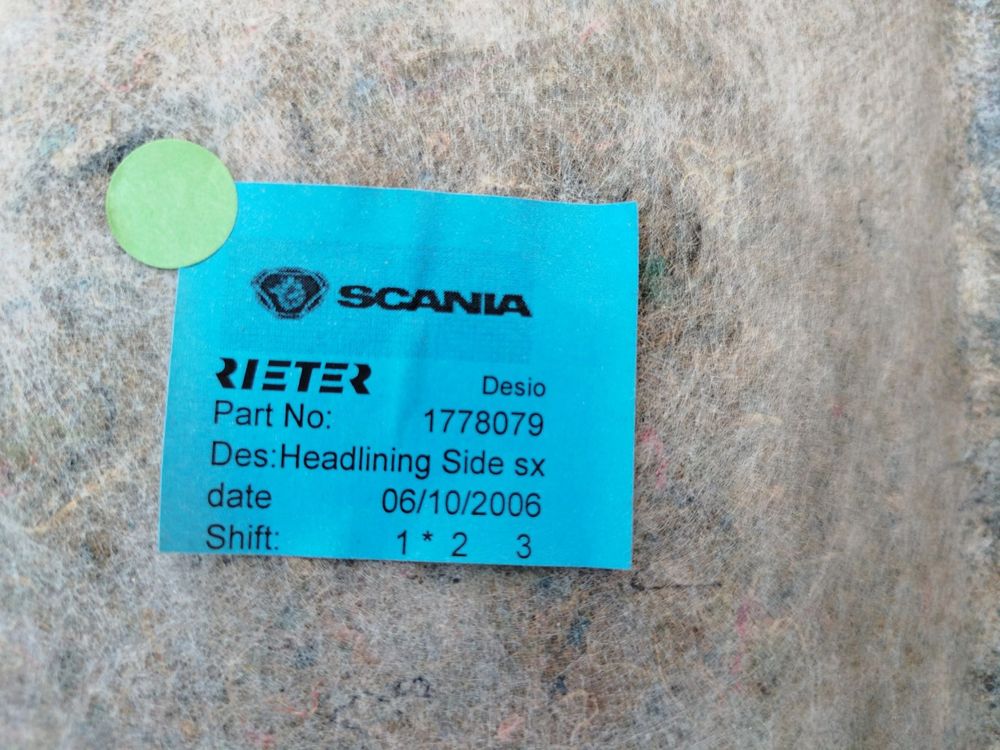 SCANIA
RIETER Desio
Part No: 1778079
Des:Headlining Side sx
date 06/10/2006
Shift: 1 * 2 3